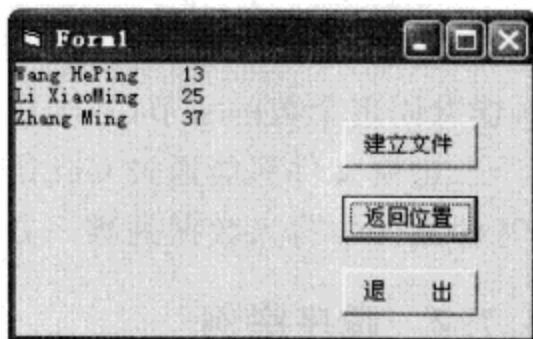 Form1
Wang HePing 13
Li XiaoMing 25
Zhang Ming 37
建立文件
返回位置
退 出